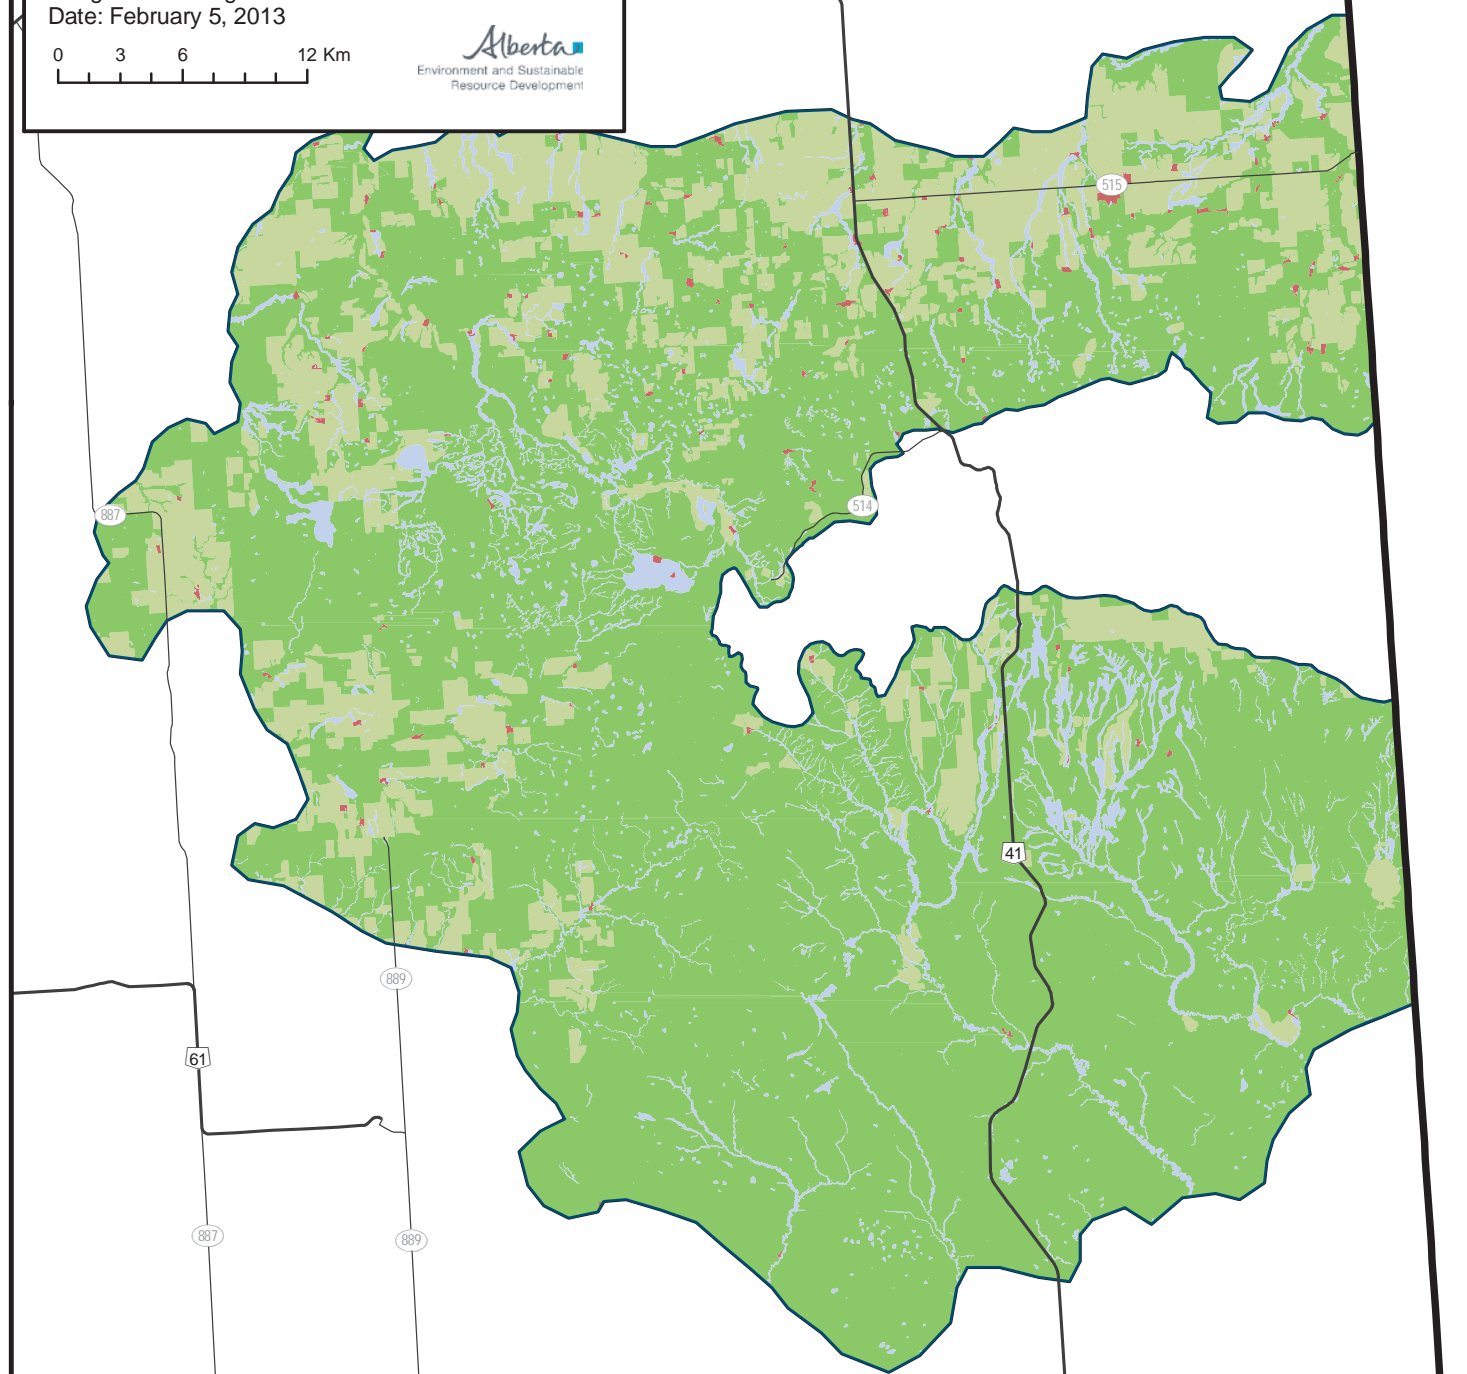 Date: February 5, 2013
0 3 6 12 Km
Alberta
Environment and Sustainable
Resource Development
515
887
514
41
889
61
887
889